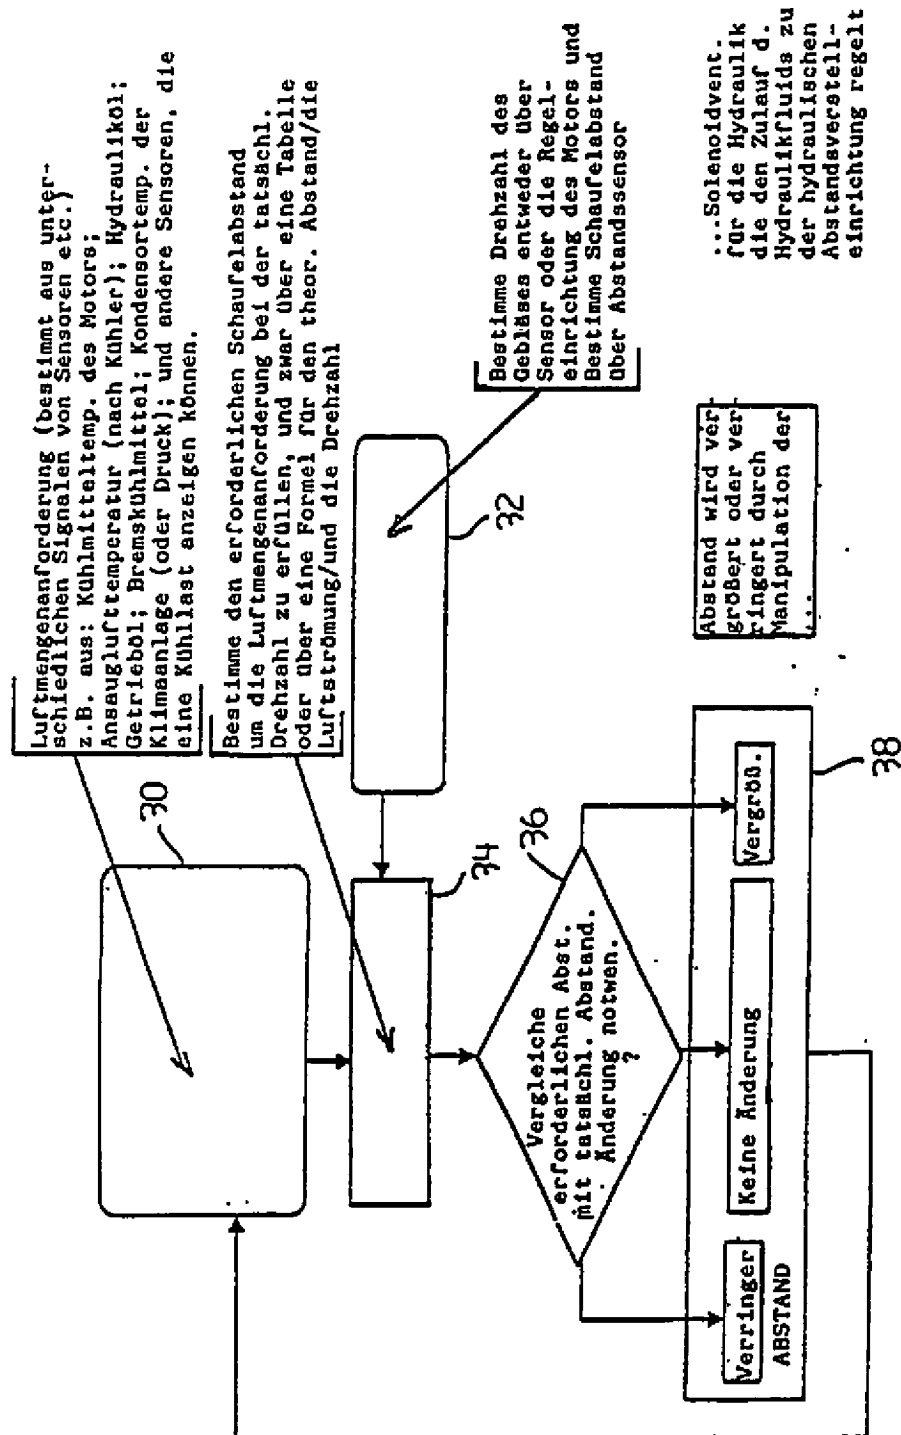 Luftmengenanforderung (bestimmt aus unter-
schiedlichen Signalen von Sensoren etc.)
z.B. aus: Kühlmitteltemp. des Motors;
Ansauglufttemperatur (nach Kühler); Hydrauliköl;
Getrieböl; Bremskühlmittel; Kondensortemp. der
Klimaanlage (oder Druck); und andere Sensoren, die
eine Kühllast anzeigen können.
30
Bestimme den erforderlichen Schaufelabstand
um die Luftmengenanforderung bei der tatsächl.
Drehzahl zu erfüllen, und zwar über eine Tabelle
oder über eine Formel für den theor. Abstand/die
Luftströmung/und die Drehzahl
34
Bestimme Drehzahl des
Gebläses entweder über
Sensor oder die Regel-
einrichtung des Motors und
Bestimme Schaufelabstand
über Abstandssensor
32
Vergleiche
erforderlichen Abst.
mit tatsächl. Abstand.
Änderung notwen.
?
36
Verringer
Keine Änderung
Vergröß.
ABSTAND
38
Abstand wird ver-
größert oder ver-
ringert durch
Manipulation der
...
...Solenoidvent.
für die Hydraulik
die den Zulauf d.
Hydraulikfluids zu
der hydraulischen
Abstandsverstell-
einrichtung regelt